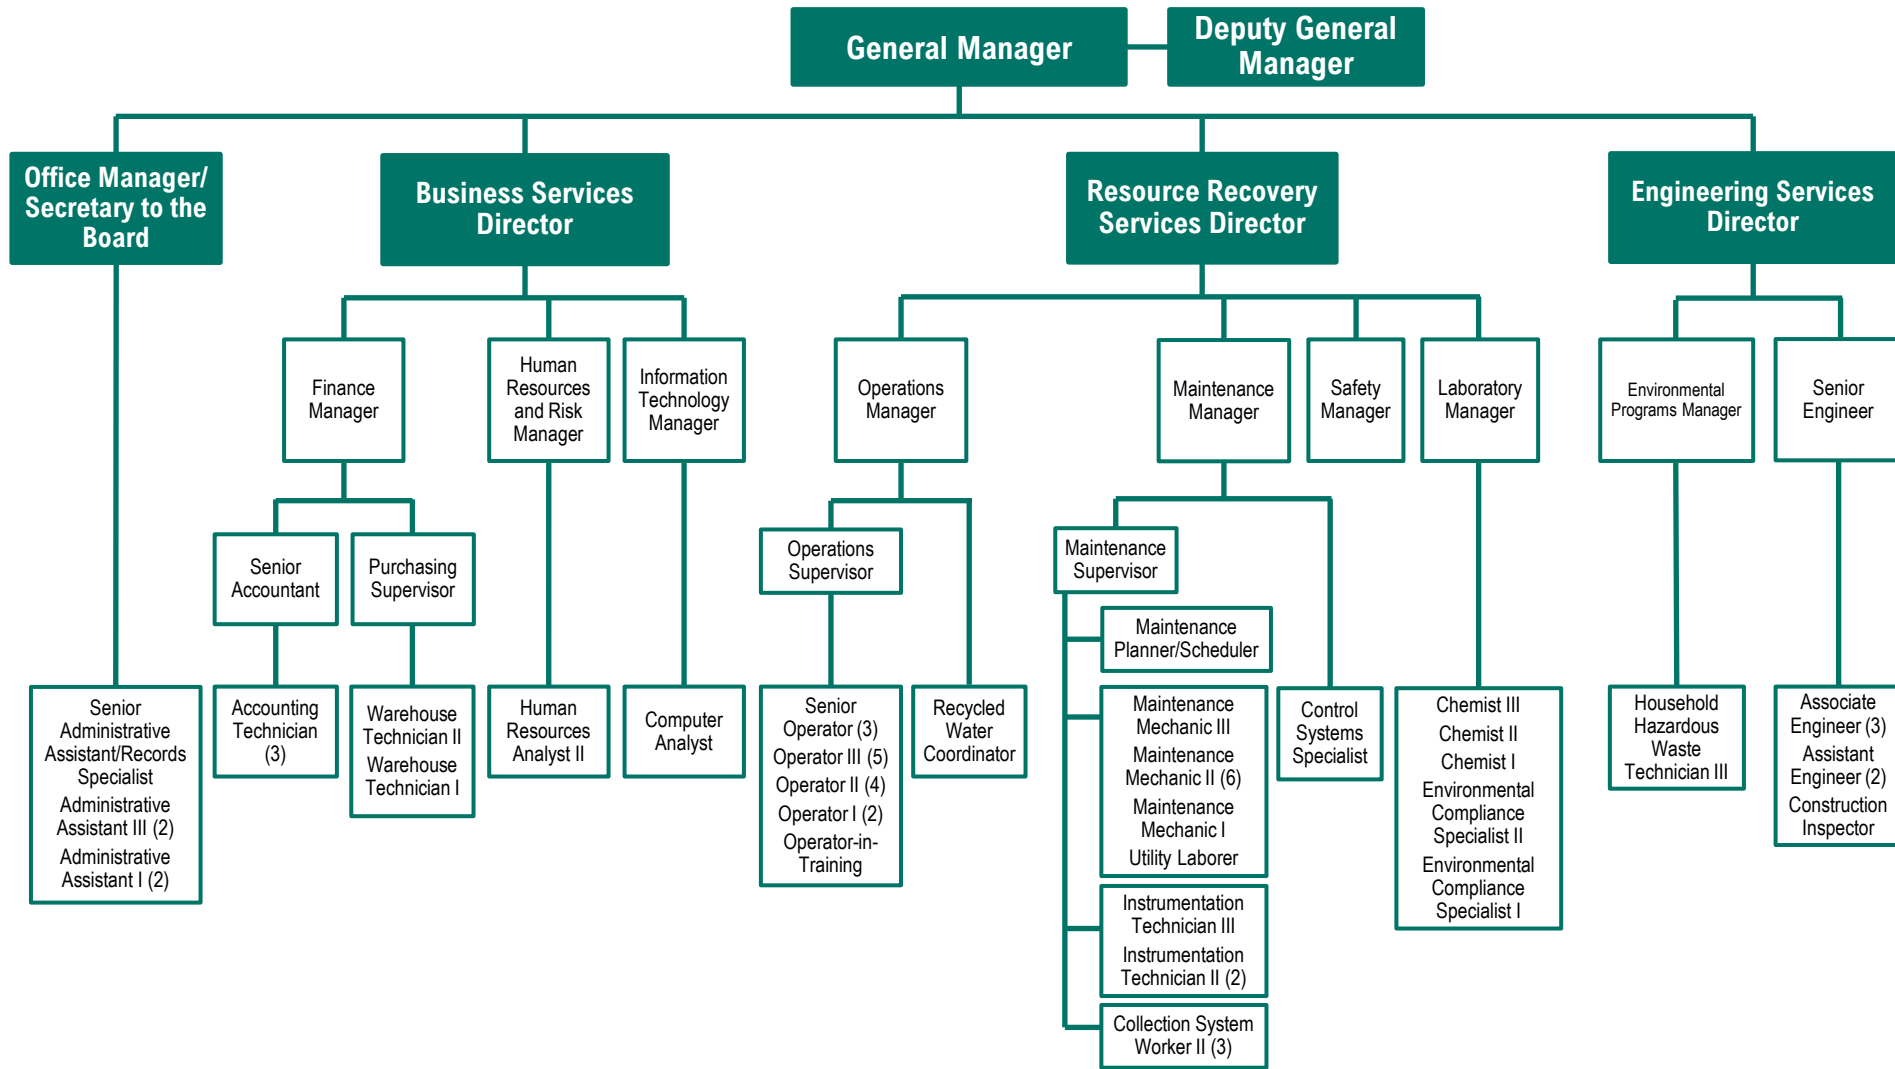 General Manager
Deputy General
Manager
Office Manager/
Secretary to the
Board
Business Services
Director
Resource Recovery
Services Director
Engineering Services
Director
Finance
Manager
Human
Resources
and Risk
Manager
Information
Technology
Manager
Operations
Manager
Maintenance
Manager
Safety
Manager
Laboratory
Manager
Environmental
Programs Manager
Senior
Engineer
Senior
Accountant
Purchasing
Supervisor
Operations
Supervisor
Maintenance
Supervisor
Maintenance
Planner/Scheduler
Senior
Administrative
Assistant/Records
Specialist
Administrative
Assistant III (2)
Administrative
Assistant I (2)
Accounting
Technician
(3)
Warehouse
Technician II
Warehouse
Technician I
Human
Resources
Analyst II
Computer
Analyst
Senior
Operator (3)
Operator III (5)
Operator II (4)
Operator I (2)
Operator-in-
Training
Recycled
Water
Coordinator
Maintenance
Mechanic III
Maintenance
Mechanic II (6)
Maintenance
Mechanic I
Utility Laborer
Instrumentation
Technician III
Instrumentation
Technician II (2)
Collection System
Worker II (3)
Control
Systems
Specialist
Chemist III
Chemist II
Chemist I
Environmental
Compliance
Specialist II
Environmental
Compliance
Specialist I
Household
Hazardous
Waste
Technician III
Associate
Engineer (3)
Assistant
Engineer (2)
Construction
Inspector